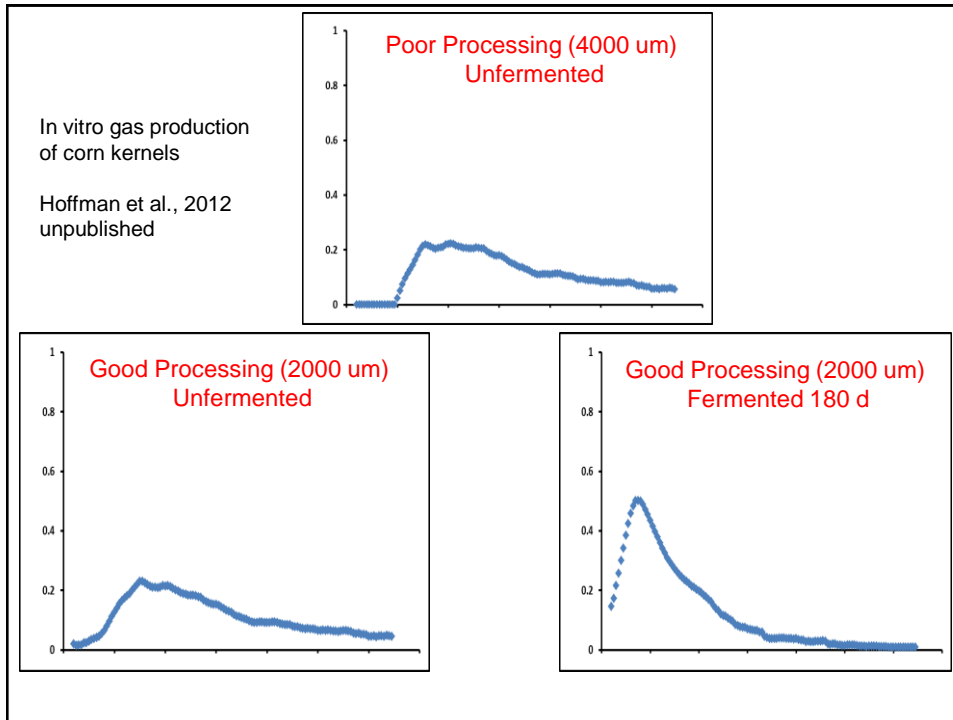 In vitro gas production
of corn kernels
Hoffman et al., 2012
unpublished
Poor Processing (4000 um)
Unfermented
1
0.8
0.6
0.4
0.2
0
Good Processing (2000 um)
Unfermented
1
0.8
0.6
0.4
0.2
0
Good Processing (2000 um)
Fermented 180 d
1
0.8
0.6
0.4
0.2
0